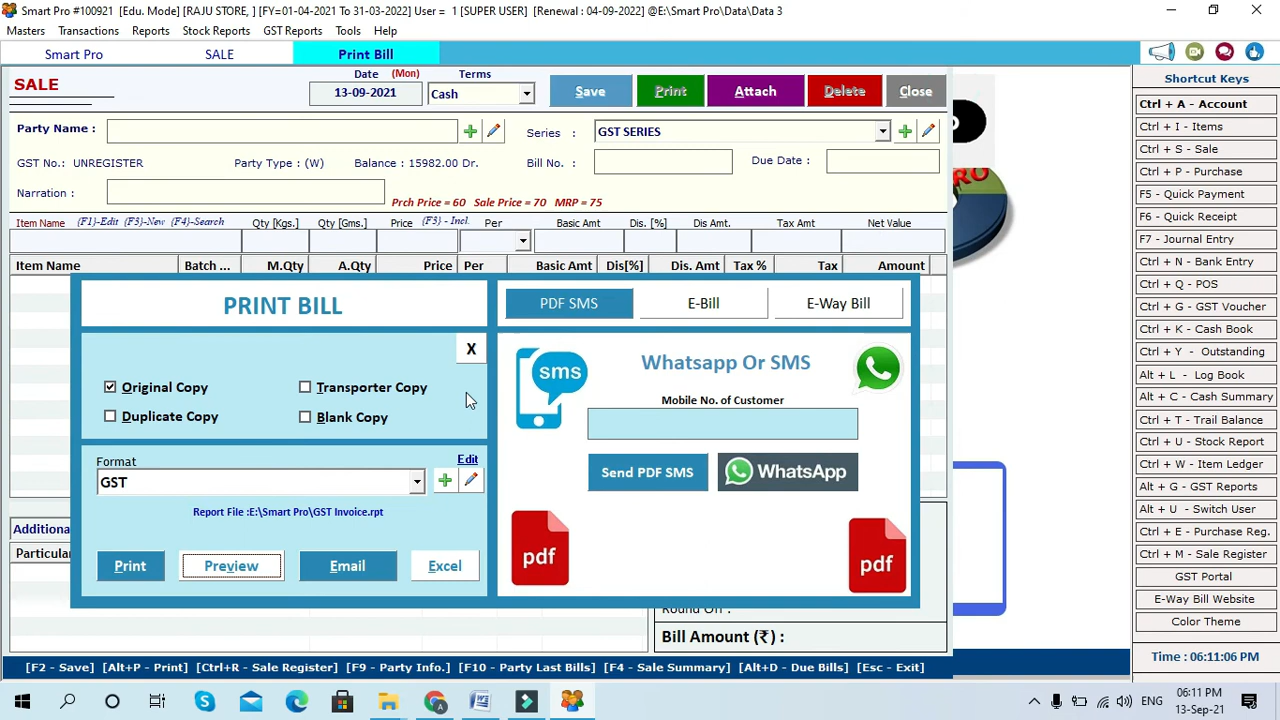 Smart Pro #100921 [Edu. Mode] [RAJU STORE, ] [FY=01-04-2021 To 31-03-2022] User = 1 [SUPER USER] [Renewal : 04-09-2022] @E:\Smart Pro\Data\Data 3
Masters Transactions Reports Stock Reports GST Reports Tools Help
Smart Pro SALE Print Bill
SALE
Date (Mon) Terms
13-09-2021 Cash Save Print Attach Delete Close
Party Name : Series : GST SERIES
GST No.: UNREGISTER Party Type : (W) Balance : 15982.00 Dr. Bill No. : Due Date :
Narration :
Prch Price = 60 Sale Price = 70 MRP = 75
Item Name (F1)-Edit (F3)-New (F4)-Search Qty [Kgs.] Qty [Gms.] Price (F3) - Incl. Per Basic Amt Dis. [%] Dis Amt. Tax Amt Net Value
Item Name Batch ... M.Qty A.Qty Price Per Basic Amt Dis[%] Dis. Amt Tax % Tax Amount
PRINT BILL
X
Original Copy Transporter Copy
Duplicate Copy Blank Copy
Format Edit
GST
Report File :E:\Smart Pro\GST Invoice.rpt
Print Preview Email Excel
PDF SMS E-Bill E-Way Bill
sms
Whatsapp Or SMS
Mobile No. of Customer
Send PDF SMS WhatsApp
pdf pdf
Additional
Particul
Round Off :
Bill Amount (₹) :
[F2 - Save] [Alt+P - Print] [Ctrl+R - Sale Register] [F9 - Party Info.] [F10 - Party Last Bills] [F4 - Sale Summary] [Alt+D - Due Bills] [Esc - Exit]
Shortcut Keys
Ctrl + A - Account
Ctrl + I - Items
Ctrl + S - Sale
Ctrl + P - Purchase
F5 - Quick Payment
F6 - Quick Receipt
F7 - Journal Entry
Ctrl + N - Bank Entry
Ctrl + Q - POS
Ctrl + G - GST Voucher
Ctrl + K - Cash Book
Ctrl + Y - Outstanding
Alt + L - Log Book
Alt + C - Cash Summary
Ctrl + T - Trail Balance
Ctrl + U - Stock Report
Ctrl + W - Item Ledger
Alt + G - GST Reports
Alt + U - Switch User
Ctrl + E - Purchase Reg.
Ctrl + M - Sale Register
GST Portal
E-Way Bill Website
Color Theme
Time : 06:11:06 PM
ENG 06:11 PM
13-Sep-21